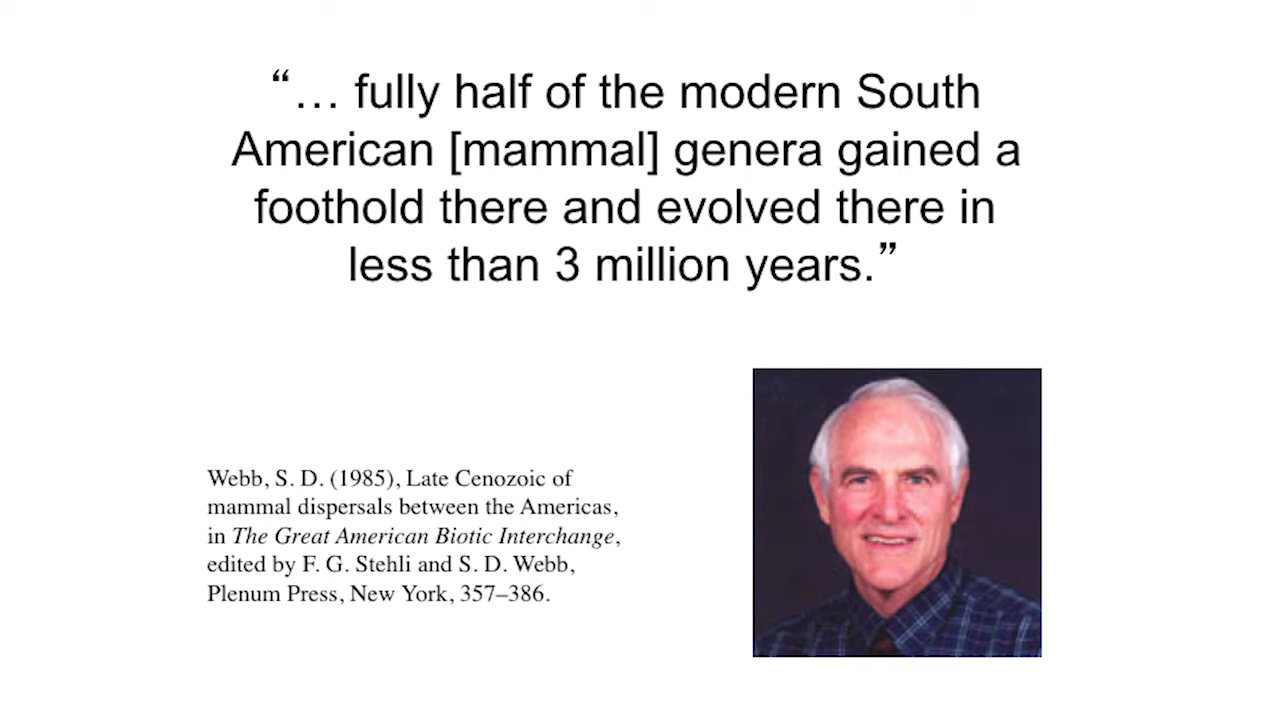 “… fully half of the modern South
American [mammal] genera gained a
foothold there and evolved there in
less than 3 million years.”
Webb, S. D. (1985), Late Cenozoic of
mammal dispersals between the Americas,
in The Great American Biotic Interchange,
edited by F. G. Stehli and S. D. Webb,
Plenum Press, New York, 357–386.